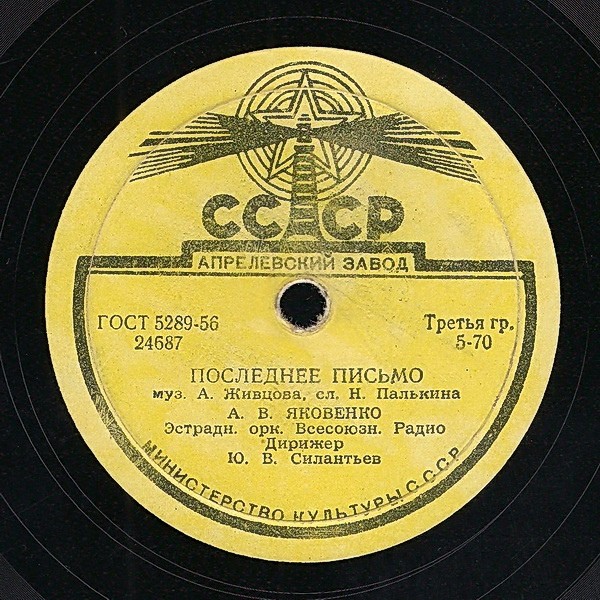 СССР
АПРЕЛЕВСКИЙ ЗАВОД
ГОСТ 5289-56
24687
Третья гр.
5-70
ПОСЛЕДНЕЕ ПИСЬМО
муз. А. Живцова, сл. Н. Палькина
А. В. ЯКОВЕНКО
Эстрадн. орк. Всесоюзн. Радио
Дирижер
Ю. В. Силантьев
МИНИСТЕРСТВО КУЛЬТУРЫ СССР